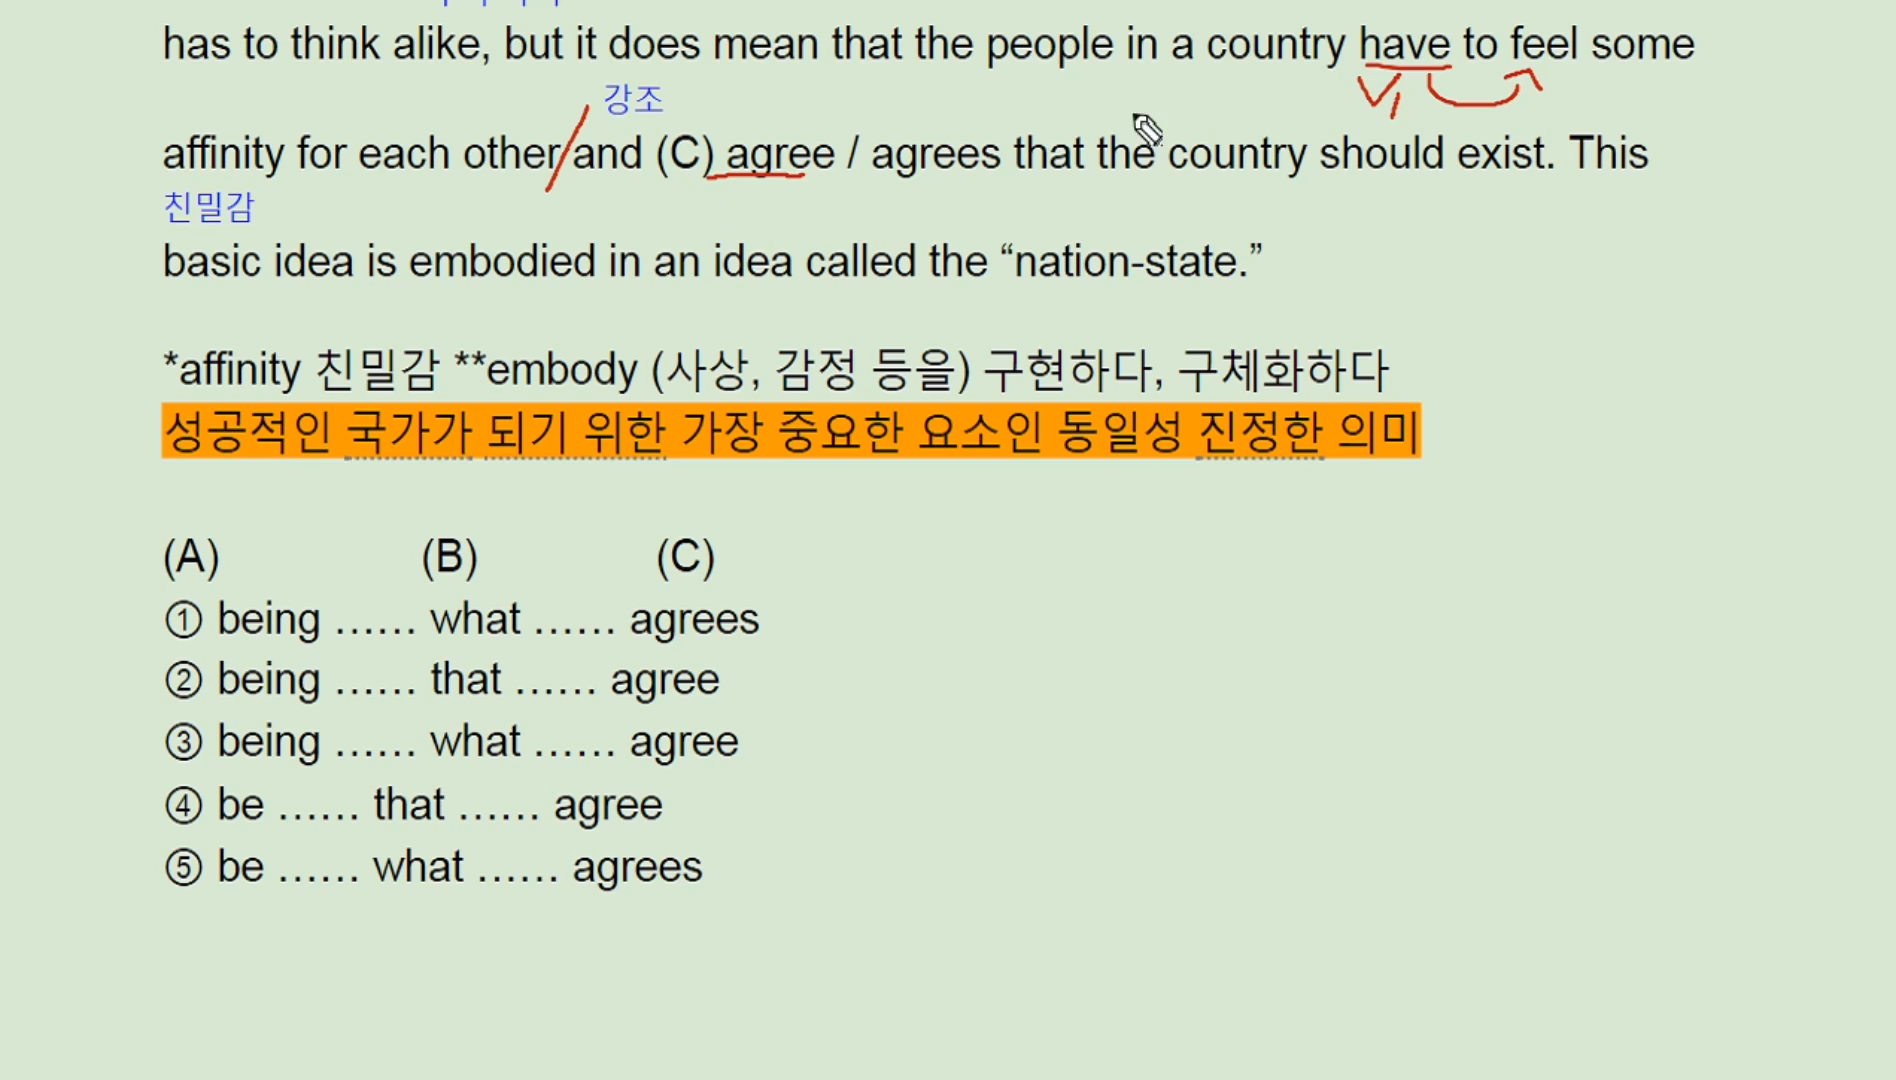 has to think alike, but it does mean that the people in a country have to feel some
강조
affinity for each other and (C) agree / agrees that the country should exist. This
친밀감
basic idea is embodied in an idea called the “nation-state.”
*affinity 친밀감 **embody (사상, 감정 등을) 구현하다, 구체화하다
성공적인 국가가 되기 위한 가장 중요한 요소인 동일성 진정한 의미
(A) (B) (C)
① being …… what …… agrees
② being …… that …… agree
③ being …… what …… agree
④ be …… that …… agree
⑤ be …… what …… agrees